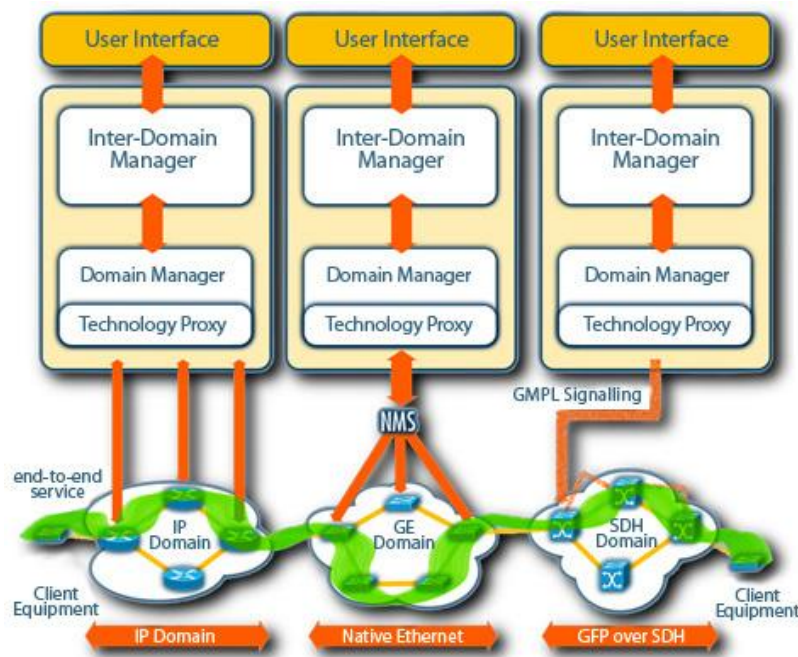 User Interface
User Interface
User Interface
Inter-Domain
Manager
Inter-Domain
Manager
Inter-Domain
Manager
Domain Manager
Technology Proxy
Domain Manager
Technology Proxy
Domain Manager
Technology Proxy
GMPL Signalling
NMS
end-to-end
service
IP
Domain
GE
Domain
SDH
Domain
Client
Equipment
Client
Equipment
IP Domain
Native Ethernet
GFP over SDH